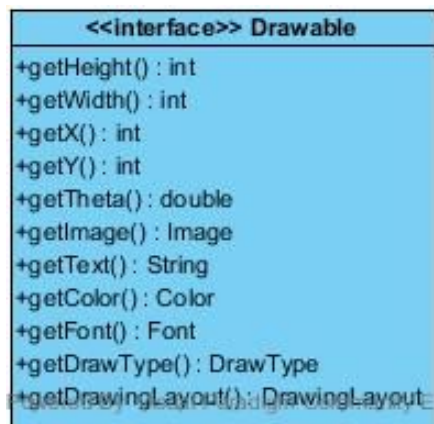 <<interface>> Drawable
+getHeight() : int
+getWidth() : int
+getX() : int
+getY() : int
+getTheta() : double
+getImage() : Image
+getText() : String
+getColor() : Color
+getFont() : Font
+getDrawType() : DrawType
+getDrawingLayout() : DrawingLayout